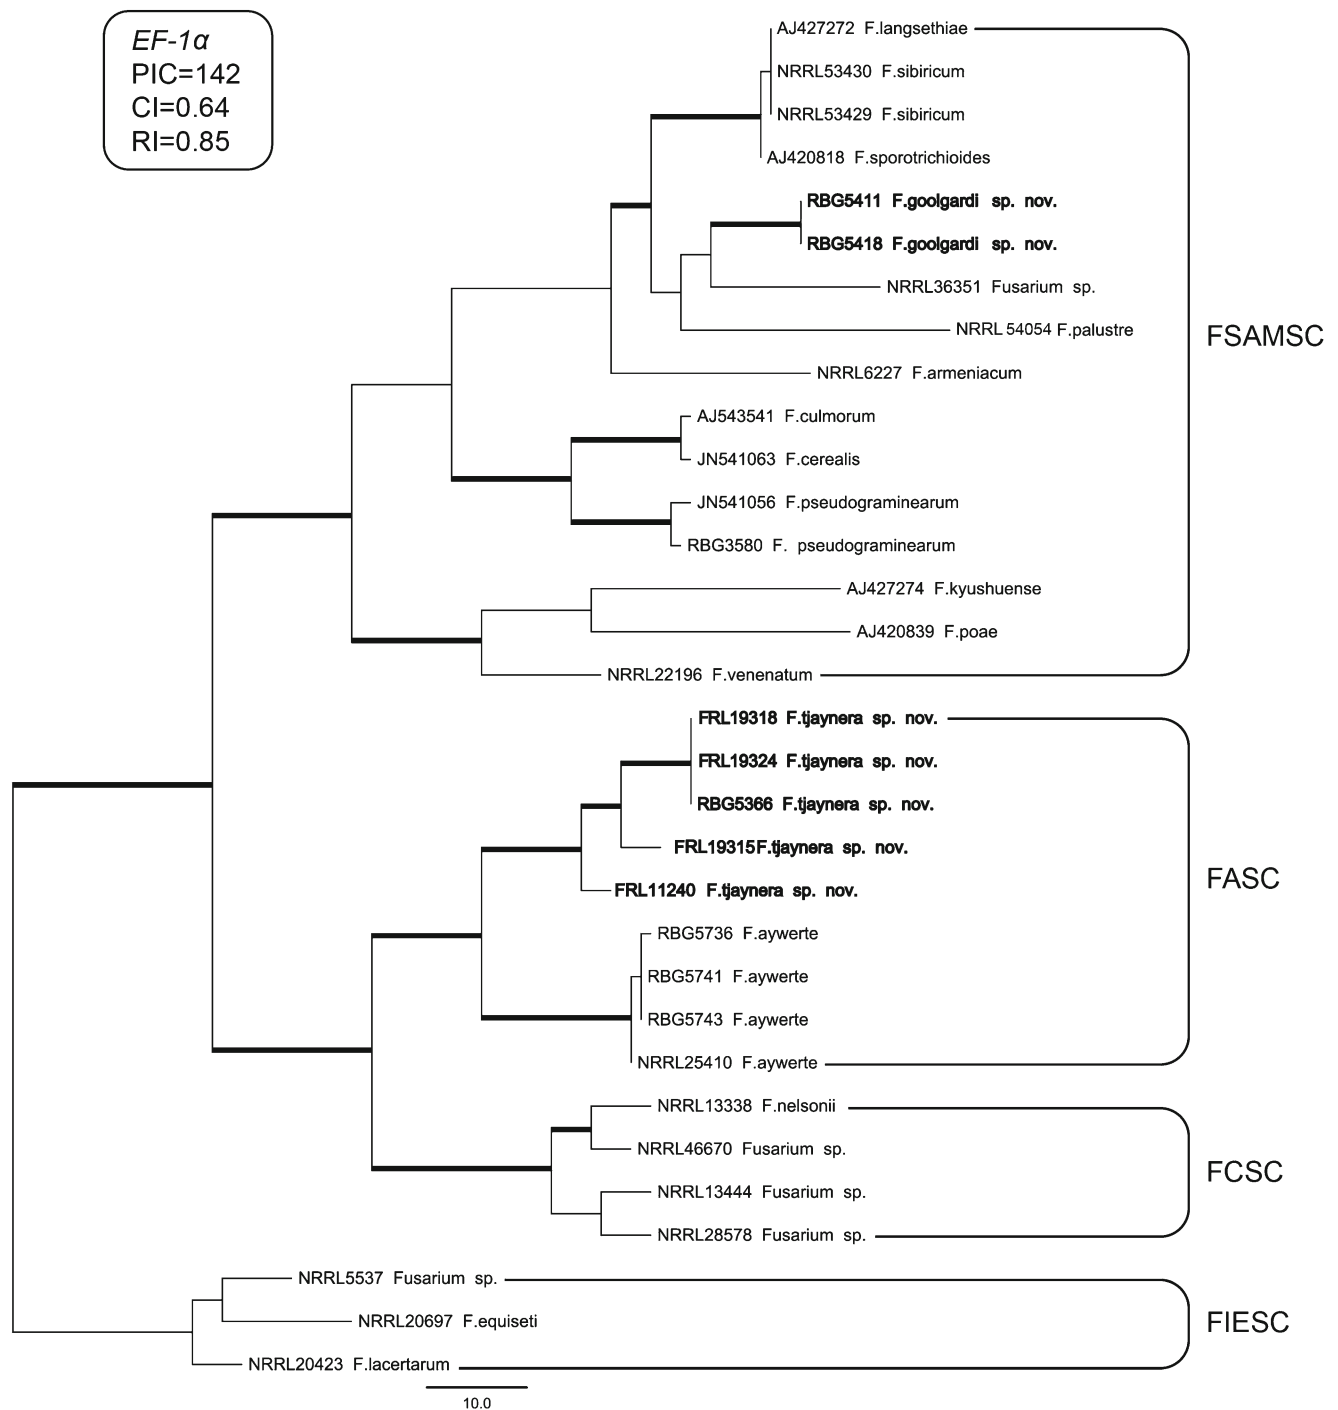 EF-1α
PIC=142
CI=0.64
RI=0.85
AJ427272 F.langsethiae
NRRL53430 F.sibiricum
NRRL53429 F.sibiricum
AJ420818 F.sporotrichioides
RBG5411 F.goolgardi sp. nov.
RBG5418 F.goolgardi sp. nov.
NRRL36351 Fusarium sp.
NRRL54054 F.palustre
FSAMSC
NRRL6227 F.armeniacum
AJ543541 F.culmorum
JN541063 F.cerealis
JN541056 F.pseudograminearum
RBG3580 F. pseudograminearum
AJ427274 F.kyushuense
AJ420839 F.poae
NRRL22196 F.venenatum
FRL19318 F.tjaynera sp. nov.
FRL19324 F.tjaynera sp. nov.
RBG5366 F.tjaynera sp. nov.
FRL19315F.tjaynera sp. nov.
FASC
FRL11240 F.tjaynera sp. nov.
RBG5736 F.aywerte
RBG5741 F.aywerte
RBG5743 F.aywerte
NRRL25410 F.aywerte
NRRL13338 F.nelsonii
NRRL46670 Fusarium sp.
FCSC
NRRL13444 Fusarium sp.
NRRL28578 Fusarium sp.
NRRL5537 Fusarium sp.
NRRL20697 F.equiseti
FIESC
NRRL20423 F.lacertarum
10.0